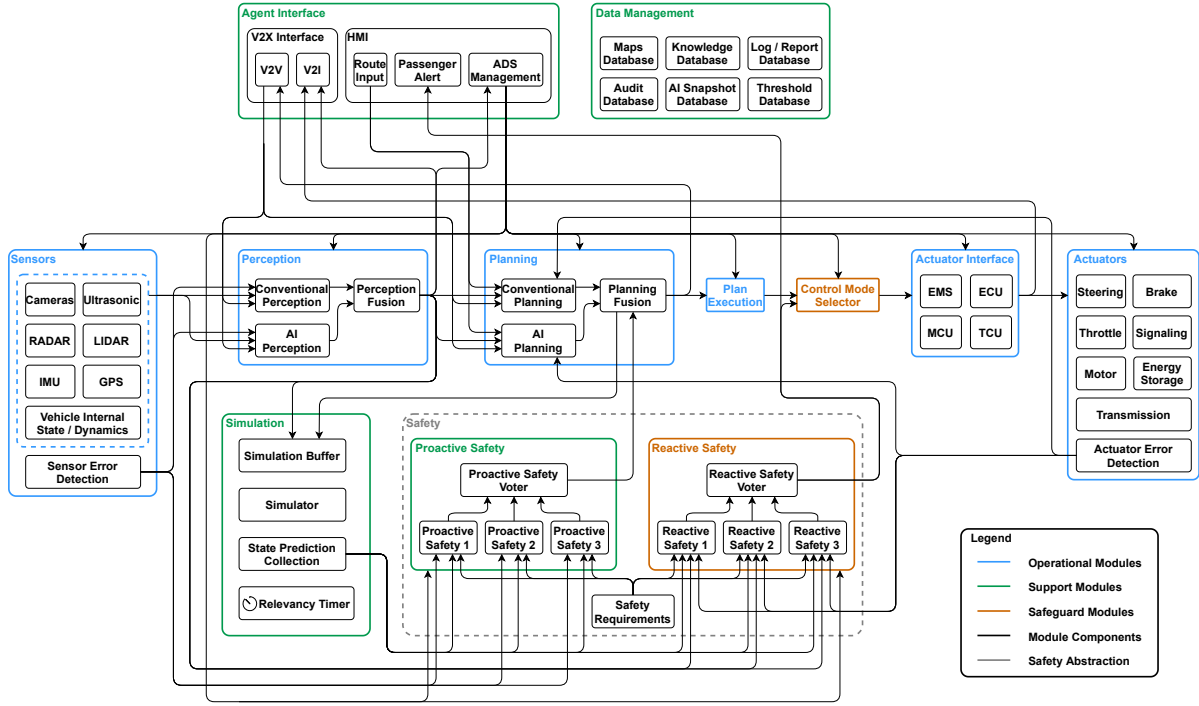 Agent Interface
V2X Interface
V2V
V2I
HMI
Route
Input
Passenger
Alert
ADS
Management
Data Management
Maps
Database
Knowledge
Database
Log / Report
Database
Audit
Database
AI Snapshot
Database
Threshold
Database
Sensors
Cameras
Ultrasonic
RADAR
LIDAR
IMU
GPS
Vehicle Internal
State / Dynamics
Sensor Error
Detection
Perception
Conventional
Perception
AI
Perception
Perception
Fusion
Planning
Conventional
Planning
AI
Planning
Planning
Fusion
Plan
Execution
Control Mode
Selector
Actuator Interface
EMS
ECU
MCU
TCU
Actuators
Steering
Brake
Throttle
Signaling
Motor
Energy
Storage
Transmission
Actuator Error
Detection
Simulation
Simulation Buffer
Simulator
State Prediction
Collection
Relevancy Timer
Safety
Proactive Safety
Proactive Safety
Voter
Proactive
Safety 1
Proactive
Safety 2
Proactive
Safety 3
Reactive Safety
Reactive Safety
Voter
Reactive
Safety 1
Reactive
Safety 2
Reactive
Safety 3
Safety
Requirements
Legend
Operational Modules
Support Modules
Safeguard Modules
Module Components
Safety Abstraction